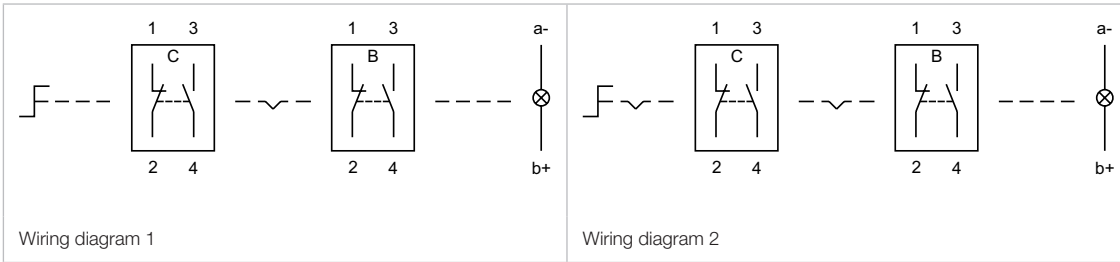 1 3 1 3 a-
C B
2 4 2 4 b+
Wiring diagram 1
1 3 1 3 a-
C B
2 4 2 4 b+
Wiring diagram 2